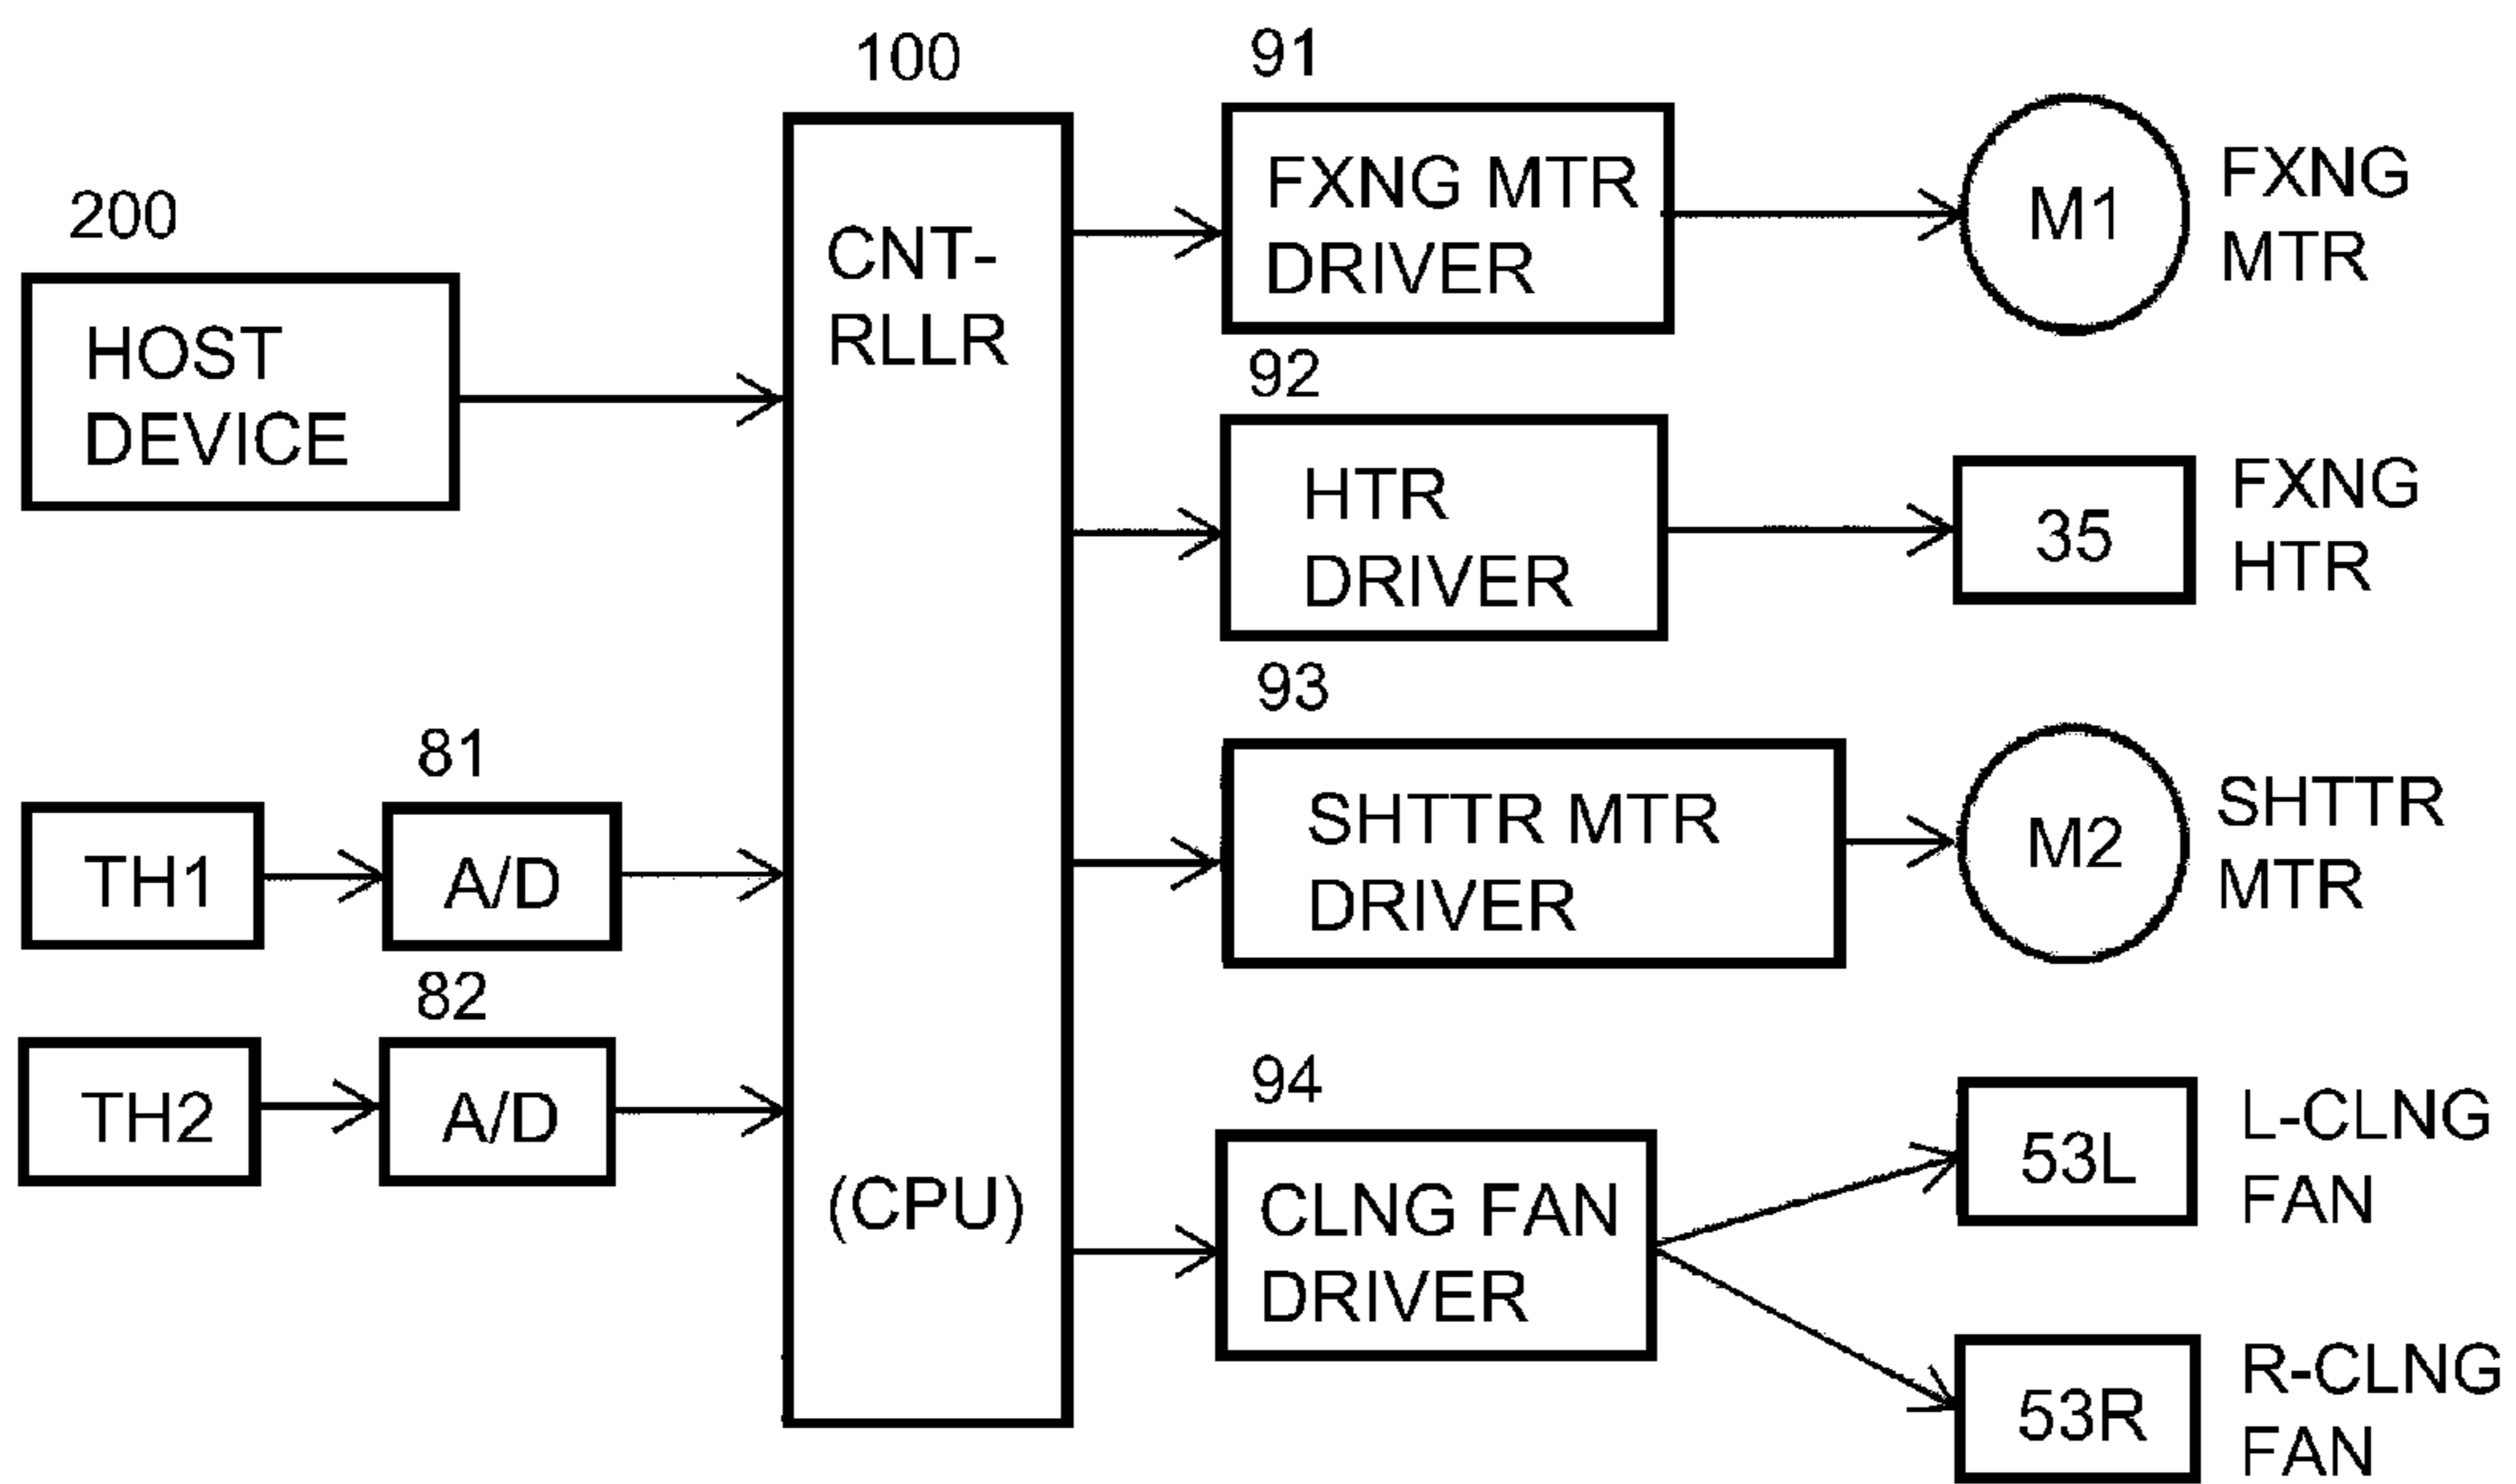 200
HOST
DEVICE
TH1
81
A/D
TH2
82
A/D
100
CNT-
RLLR
(CPU)
91
FXNG MTR
DRIVER
M1
FXNG
MTR
92
HTR
DRIVER
35
FXNG
HTR
93
SHTTR MTR
DRIVER
M2
SHTTR
MTR
94
CLNG FAN
DRIVER
53L
L-CLNG
FAN
53R
R-CLNG
FAN